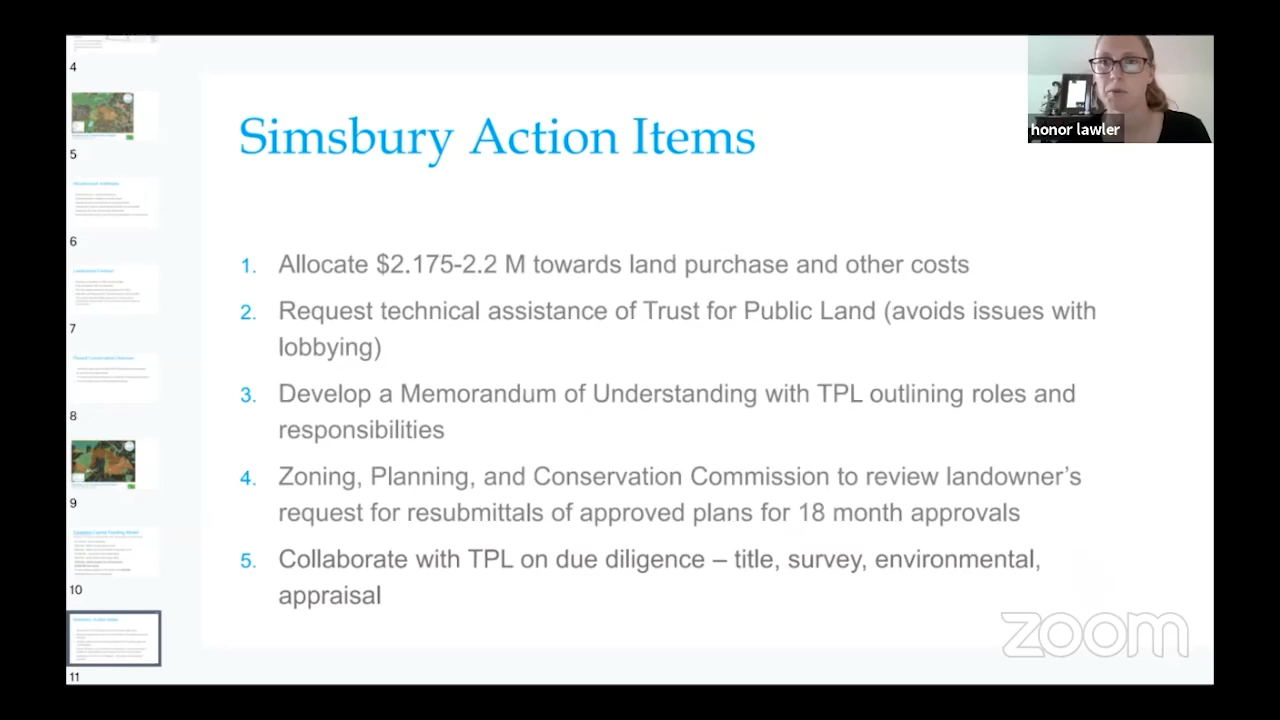 4
5
6
7
8
9
10
11
Simsbury Action Items
1. Allocate $2.175-2.2 M towards land purchase and other costs
2. Request technical assistance of Trust for Public Land (avoids issues with
lobbying)
3. Develop a Memorandum of Understanding with TPL outlining roles and
responsibilities
4. Zoning, Planning, and Conservation Commission to review landowner's
request for resubmittals of approved plans for 18 month approvals
5. Collaborate with TPL on due diligence – title, survey, environmental,
appraisal
honor lawler
zoom